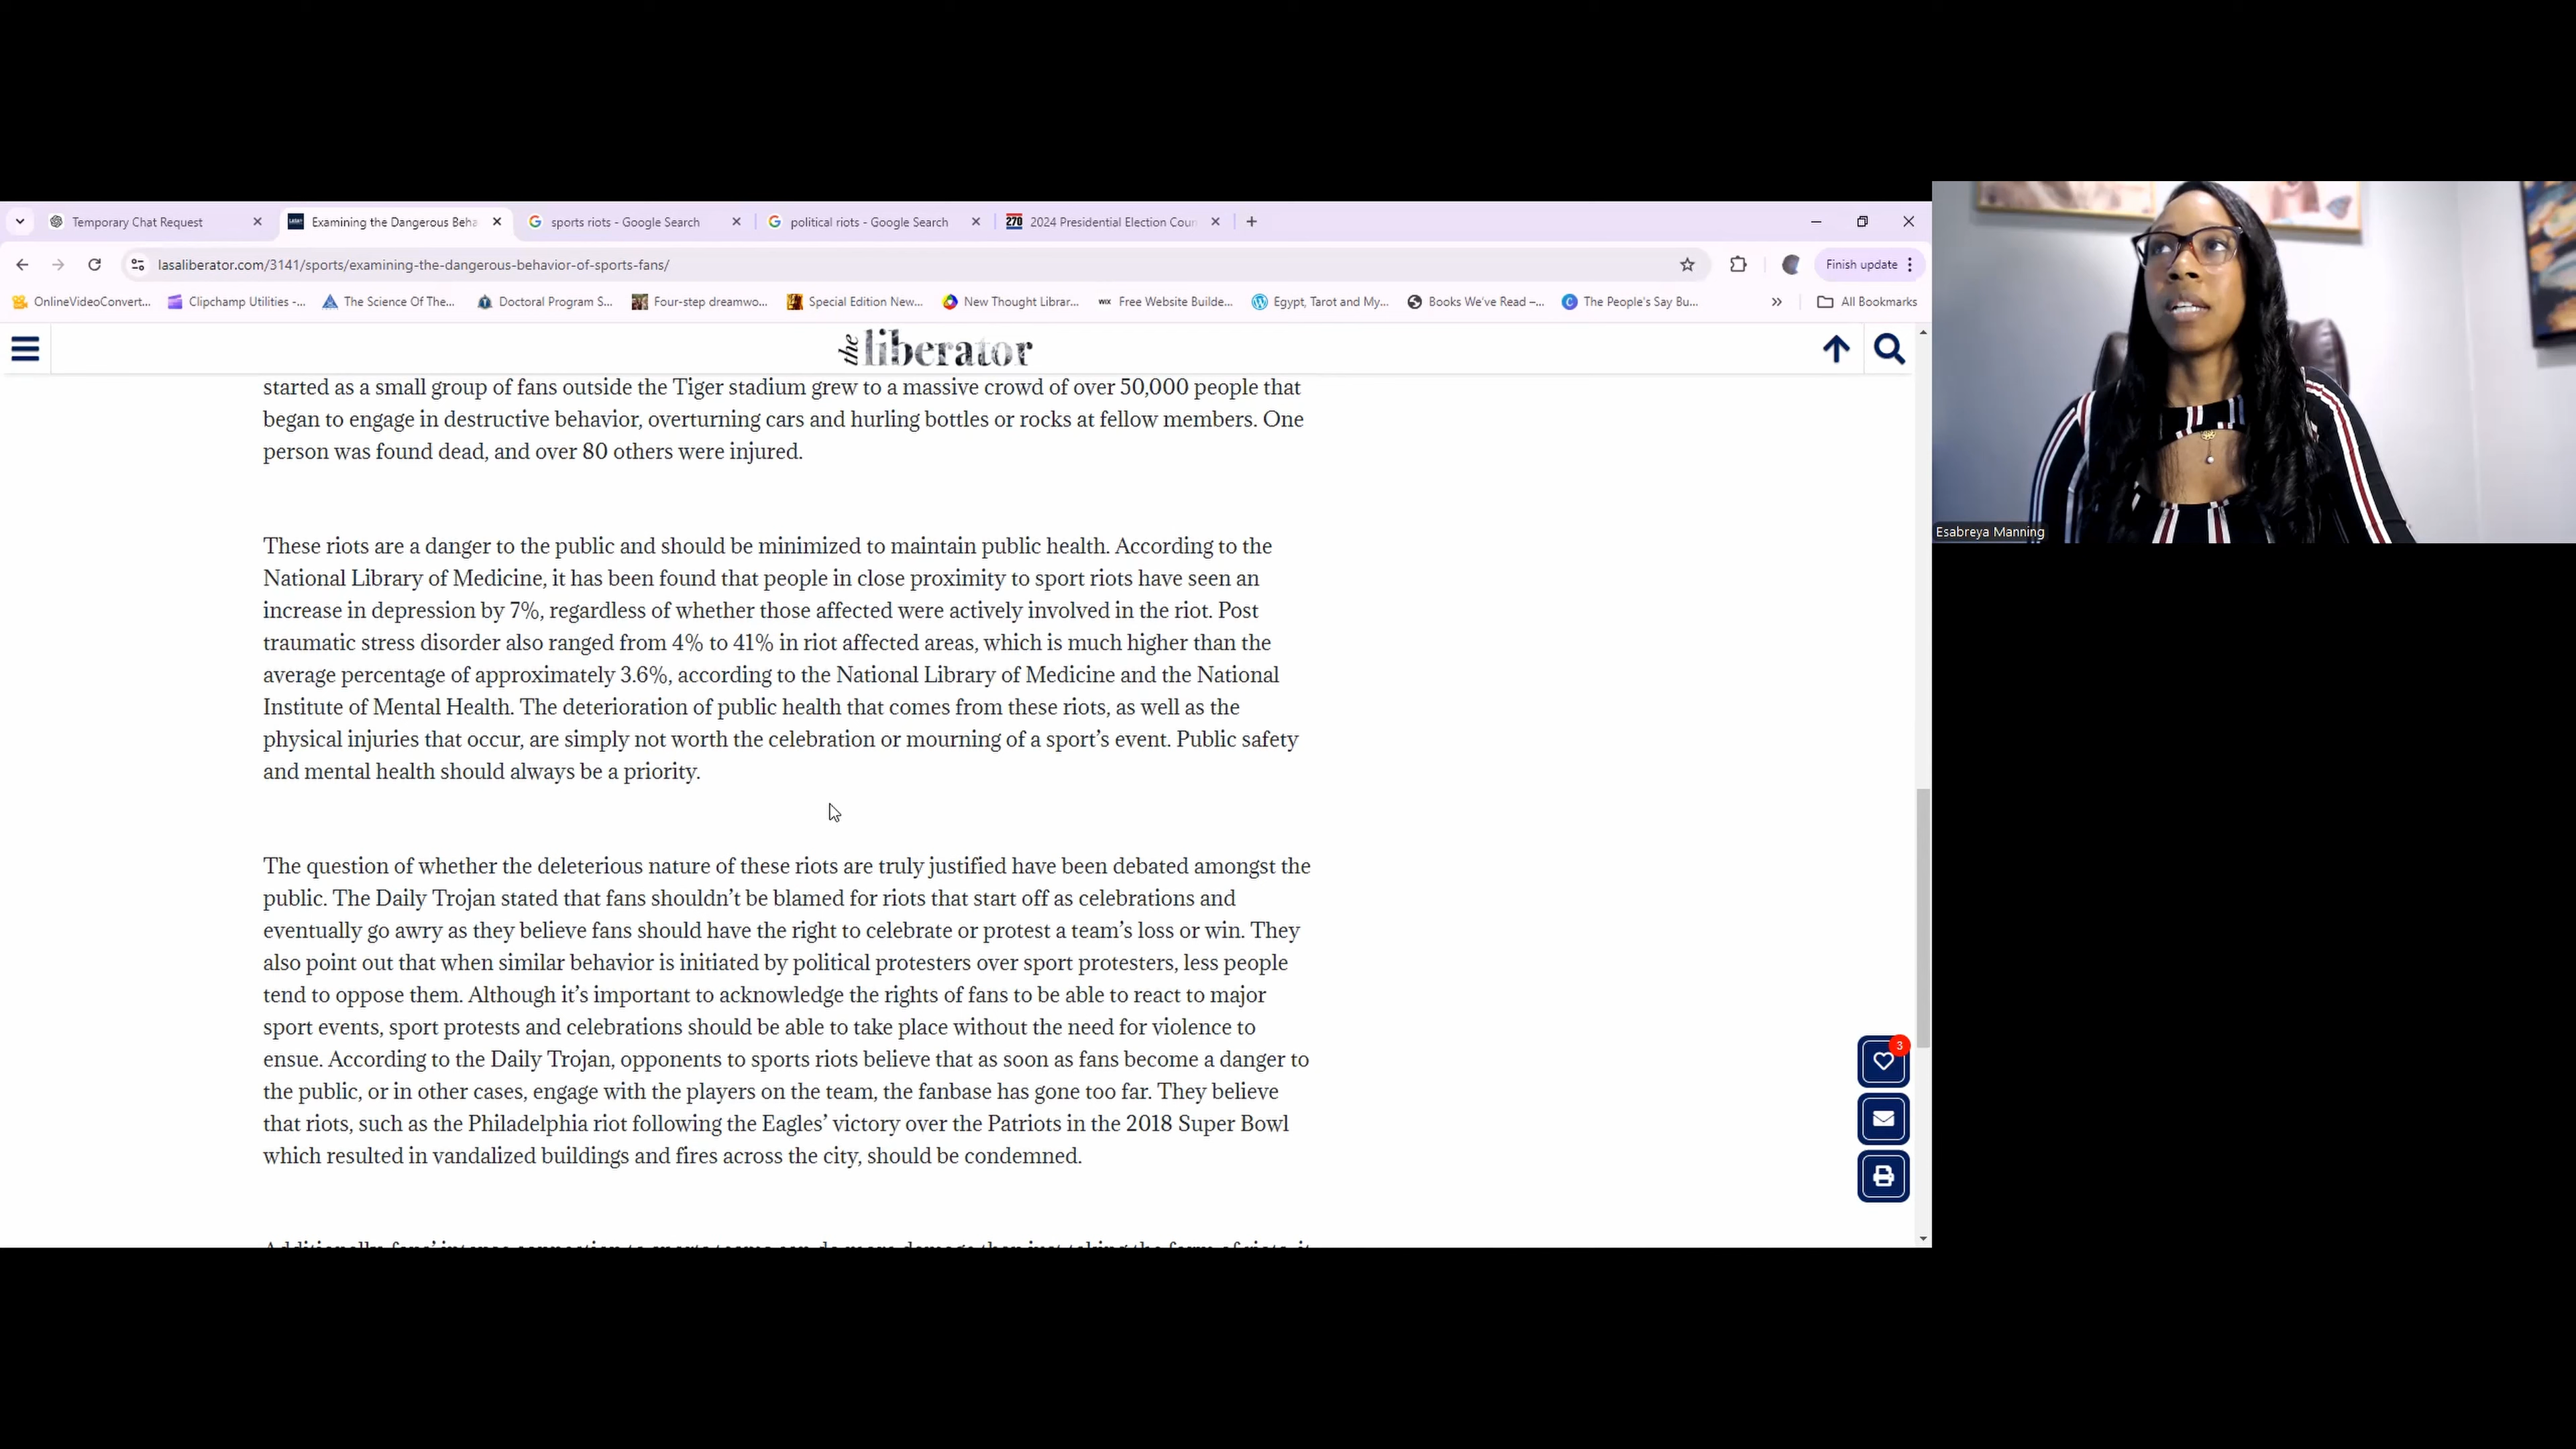 Temporary Chat Request
Examining the Dangerous Beha
sports riots - Google Search
political riots - Google Search
270
2024 Presidential Election Coun
lasaliberator.com/3141/sports/examining-the-dangerous-behavior-of-sports-fans/
Finish update
OnlineVideoConvert...
Clipchamp Utilities -...
The Science Of The...
Doctoral Program S...
Four-step dreamwo...
Special Edition New...
New Thought Librar...
WiX
Free Website Builde...
Egypt, Tarot and My...
Books We've Read –...
The People's Say Bu...
All Bookmarks
the liberator
started as a small group of fans outside the Tiger stadium grew to a massive crowd of over 50,000 people that
began to engage in destructive behavior, overturning cars and hurling bottles or rocks at fellow members. One
person was found dead, and over 80 others were injured.
These riots are a danger to the public and should be minimized to maintain public health. According to the
National Library of Medicine, it has been found that people in close proximity to sport riots have seen an
increase in depression by 7%, regardless of whether those affected were actively involved in the riot. Post
traumatic stress disorder also ranged from 4% to 41% in riot affected areas, which is much higher than the
average percentage of approximately 3.6%, according to the National Library of Medicine and the National
Institute of Mental Health. The deterioration of public health that comes from these riots, as well as the
physical injuries that occur, are simply not worth the celebration or mourning of a sport's event. Public safety
and mental health should always be a priority.
The question of whether the deleterious nature of these riots are truly justified have been debated amongst the
public. The Daily Trojan stated that fans shouldn't be blamed for riots that start off as celebrations and
eventually go awry as they believe fans should have the right to celebrate or protest a team's loss or win. They
also point out that when similar behavior is initiated by political protesters over sport protesters, less people
tend to oppose them. Although it's important to acknowledge the rights of fans to be able to react to major
sport events, sport protests and celebrations should be able to take place without the need for violence to
ensue. According to the Daily Trojan, opponents to sports riots believe that as soon as fans become a danger to
the public, or in other cases, engage with the players on the team, the fanbase has gone too far. They believe
that riots, such as the Philadelphia riot following the Eagles' victory over the Patriots in the 2018 Super Bowl
which resulted in vandalized buildings and fires across the city, should be condemned.
3
Esabreya Manning